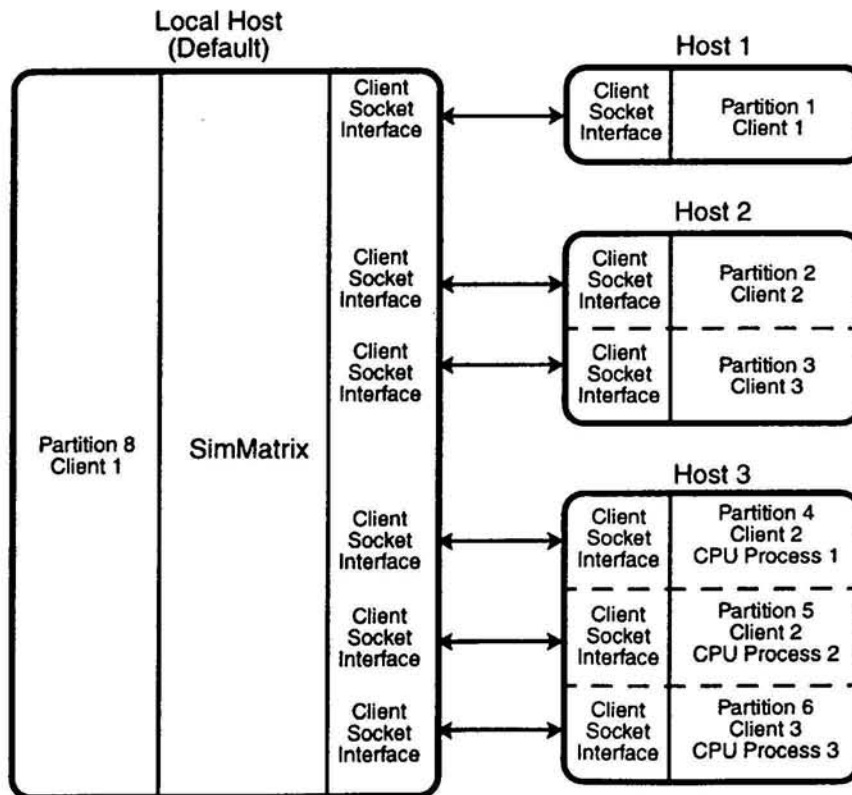 Local Host
(Default)
Partition 8
Client 1
SimMatrix
Client
Socket
Interface
Client
Socket
Interface
Client
Socket
Interface
Client
Socket
Interface
Client
Socket
Interface
Client
Socket
Interface
Host 1
Client
Socket
Interface
Partition 1
Client 1
Host 2
Client
Socket
Interface
Partition 2
Client 2
Client
Socket
Interface
Partition 3
Client 3
Host 3
Client
Socket
Interface
Partition 4
Client 2
CPU Process 1
Client
Socket
Interface
Partition 5
Client 2
CPU Process 2
Client
Socket
Interface
Partition 6
Client 3
CPU Process 3